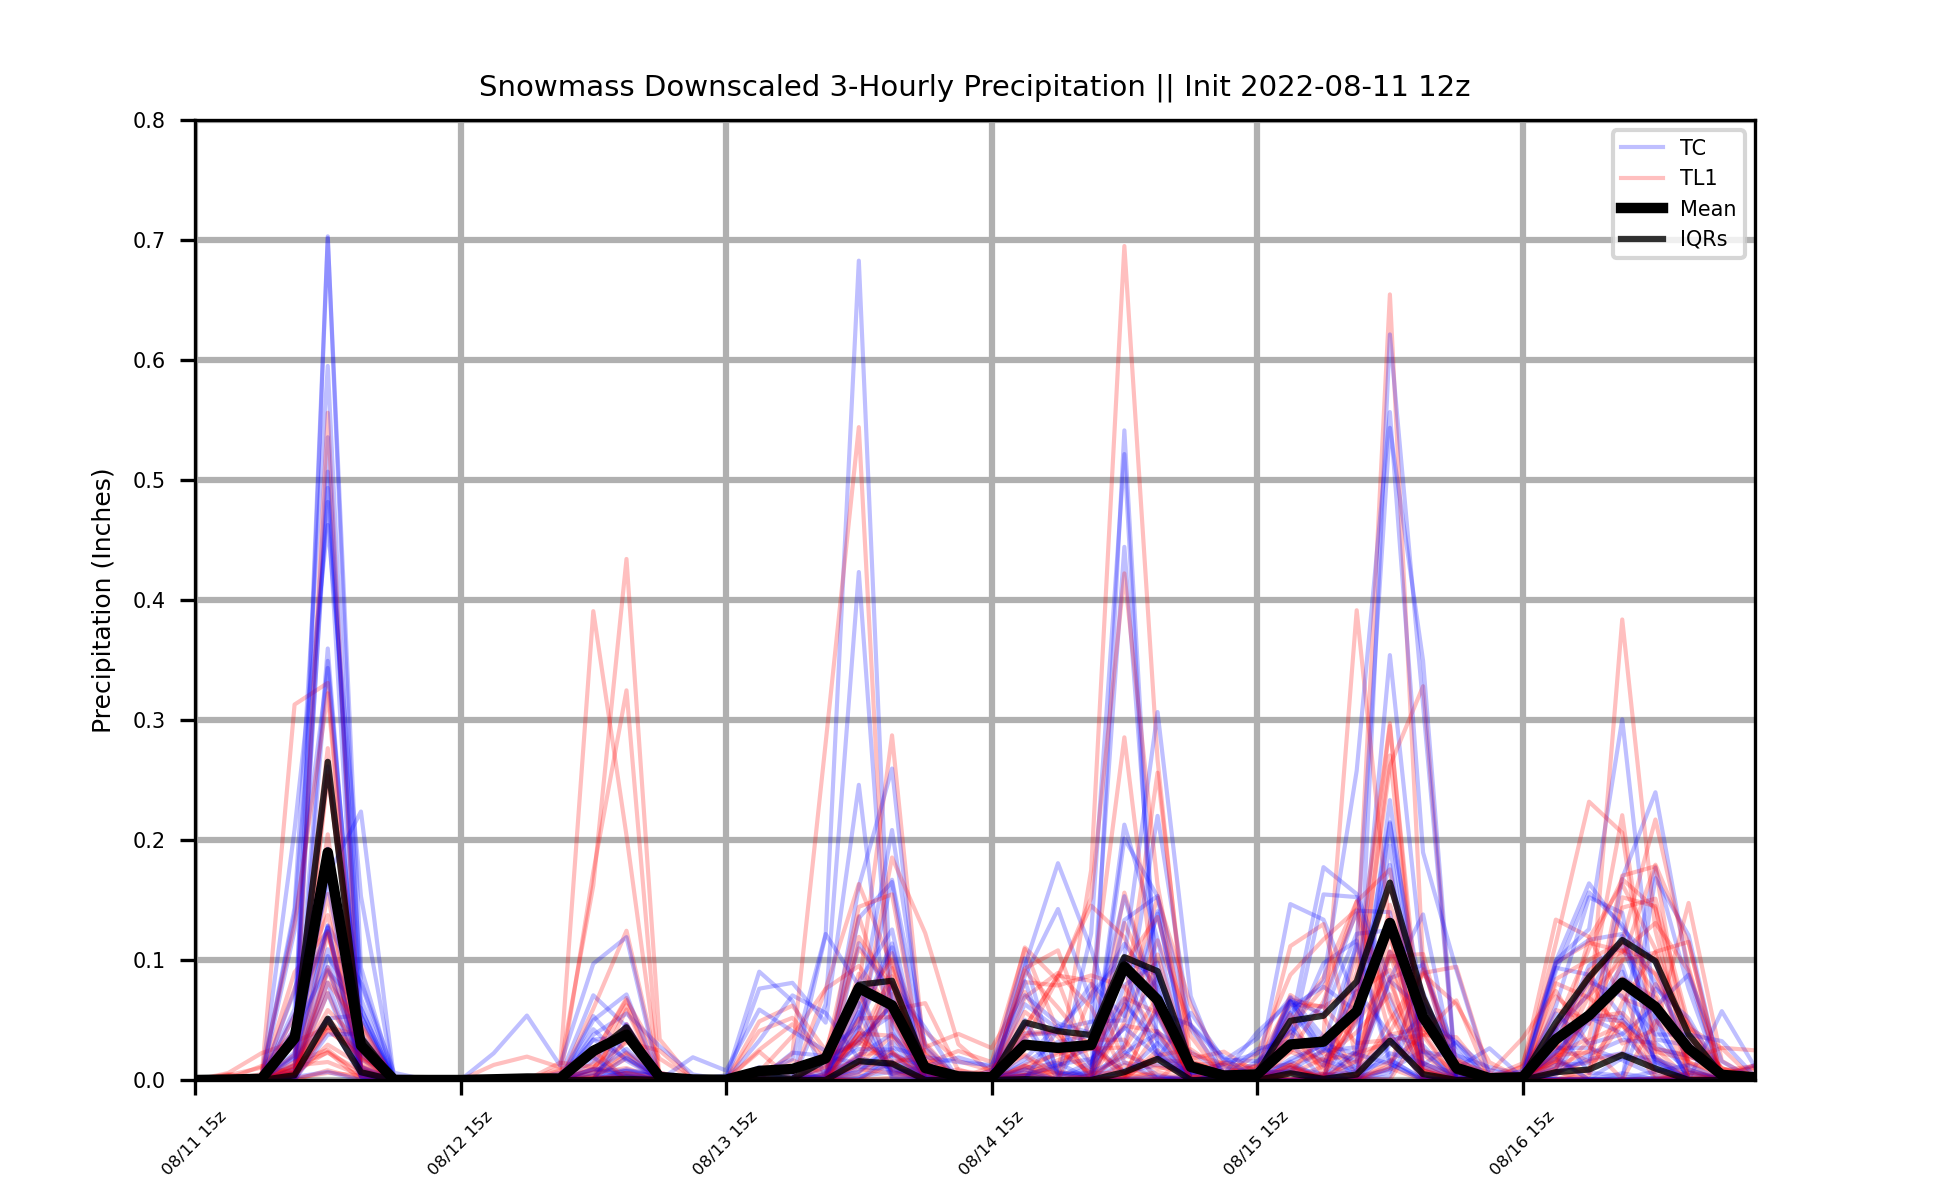 Snowmass Downscaled 3-Hourly Precipitation || Init 2022-08-11 12z
Precipitation (Inches)
0.8
0.7
0.6
0.5
0.4
0.3
0.2
0.1
0.0
TC
TL1
Mean
IQRs
08/11 15z
08/12 15z
08/13 15z
08/14 15z
08/15 15z
08/16 15z